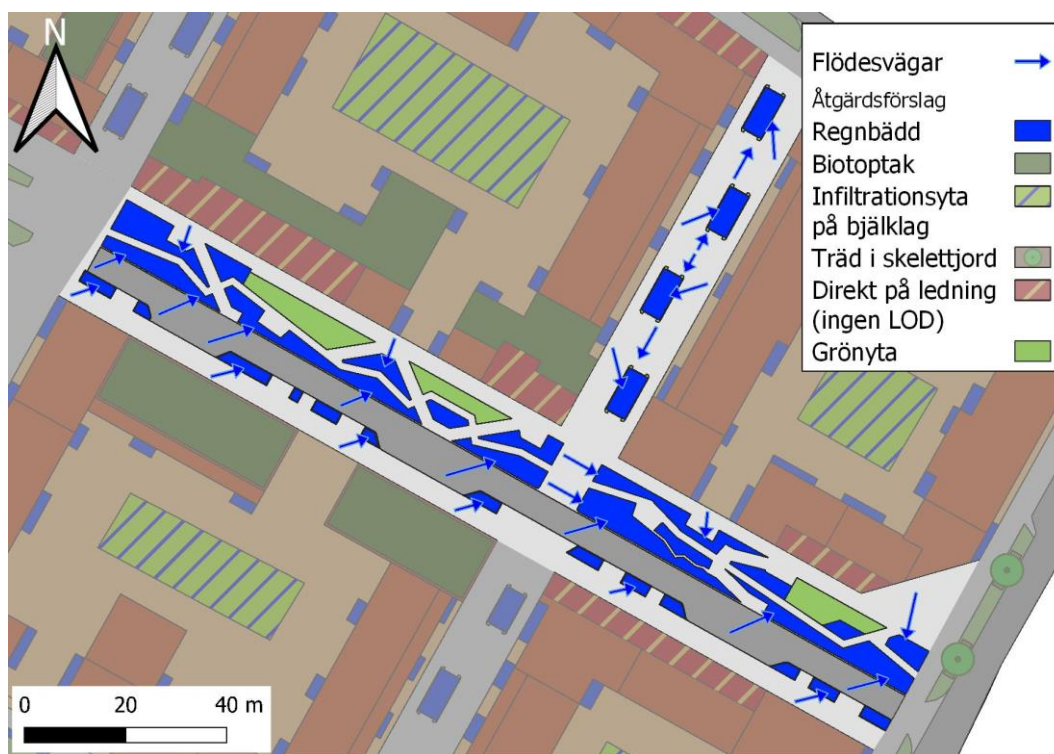 N
Flödesvägar
Åtgärdsförslag
Regnbädd
Biotoptak
Infiltrationsyta
på bjälklag
Träd i skelettjord
Direkt på ledning
(ingen LOD)
Grönyta
0 20 40 m